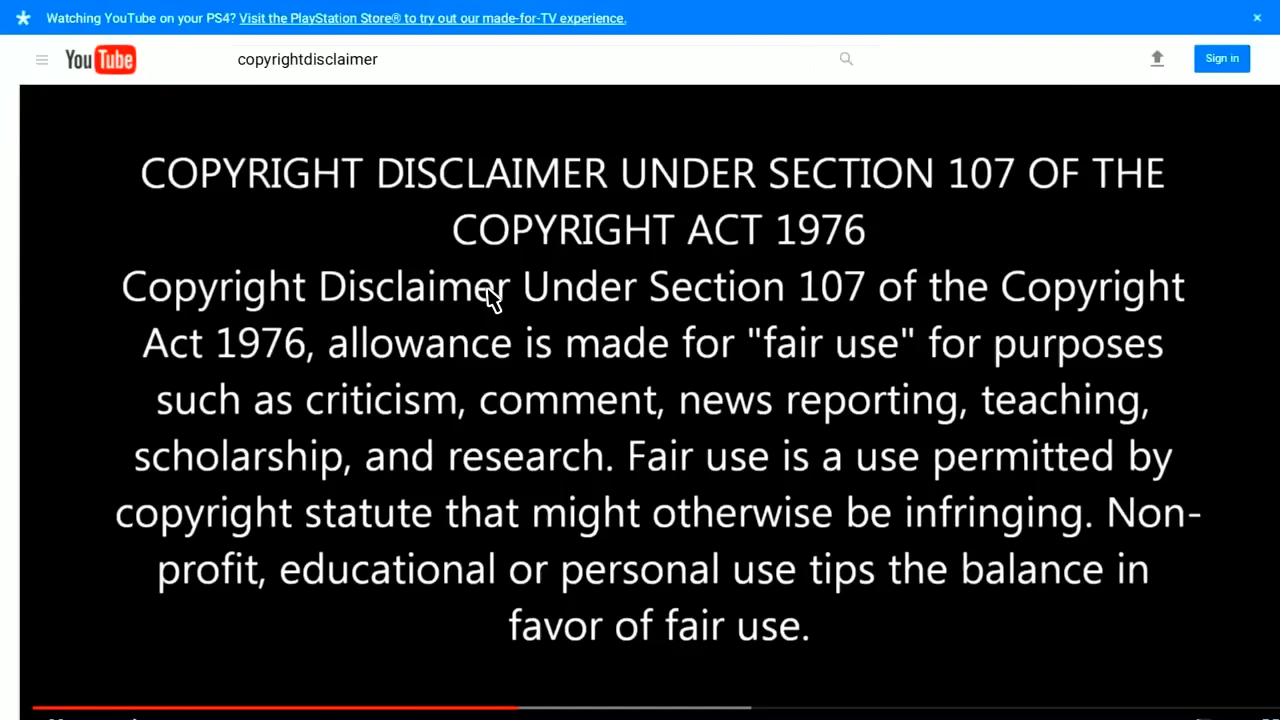 Watching YouTube on your PS4? Visit the PlayStation Store® to try out our made-for-TV experience.
YouTube
copyrightdisclaimer
Sign in
COPYRIGHT DISCLAIMER UNDER SECTION 107 OF THE
COPYRIGHT ACT 1976
Copyright Disclaimer Under Section 107 of the Copyright
Act 1976, allowance is made for "fair use" for purposes
such as criticism, comment, news reporting, teaching,
scholarship, and research. Fair use is a use permitted by
copyright statute that might otherwise be infringing. Non-
profit, educational or personal use tips the balance in
favor of fair use.